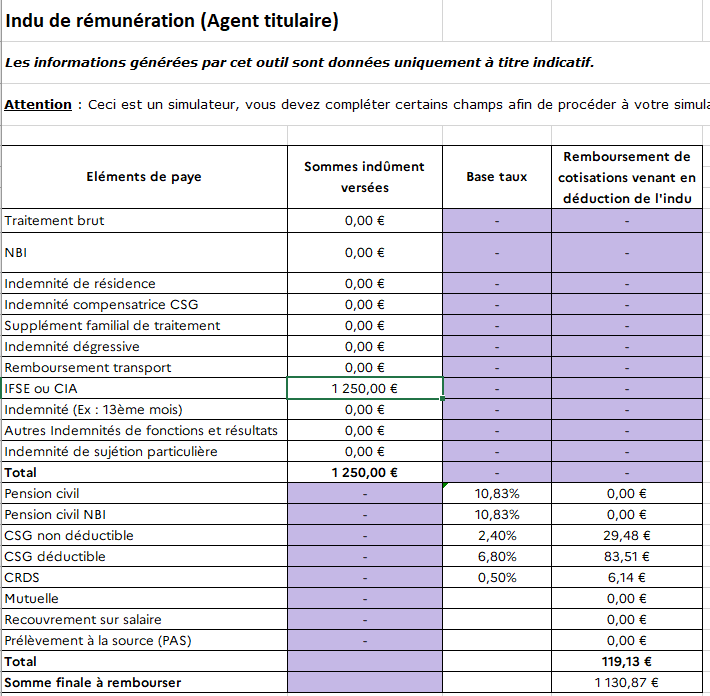 Indu de rémunération (Agent titulaire)
Les informations générées par cet outil sont données uniquement à titre indicatif.
Attention : Ceci est un simulateur, vous devez compléter certains champs afin de procéder à votre simula
Eléments de paye
Sommes indûment
versées
Base taux
Remboursement de
cotisations venant en
déduction de l'indu
Traitement brut 0,00 € - -
NBI 0,00 € - -
Indemnité de résidence 0,00 € - -
Indemnité compensatrice CSG 0,00 € - -
Supplément familial de traitement 0,00 € - -
Indemnité dégressive 0,00 € - -
Remboursement transport 0,00 € - -
IFSE ou CIA 1 250,00 € - -
Indemnité (Ex : 13ème mois) 0,00 € - -
Autres Indemnités de fonctions et résultats 0,00 € - -
Indemnité de sujétion particulière 0,00 € - -
Total 1 250,00 € - -
Pension civil - 10,83% 0,00 €
Pension civil NBI - 10,83% 0,00 €
CSG non déductible - 2,40% 29,48 €
CSG déductible - 6,80% 83,51 €
CRDS - 0,50% 6,14 €
Mutuelle - 0,00 €
Recouvrement sur salaire - 0,00 €
Prélèvement à la source (PAS) - 0,00 €
Total 119,13 €
Somme finale à rembourser 1 130,87 €